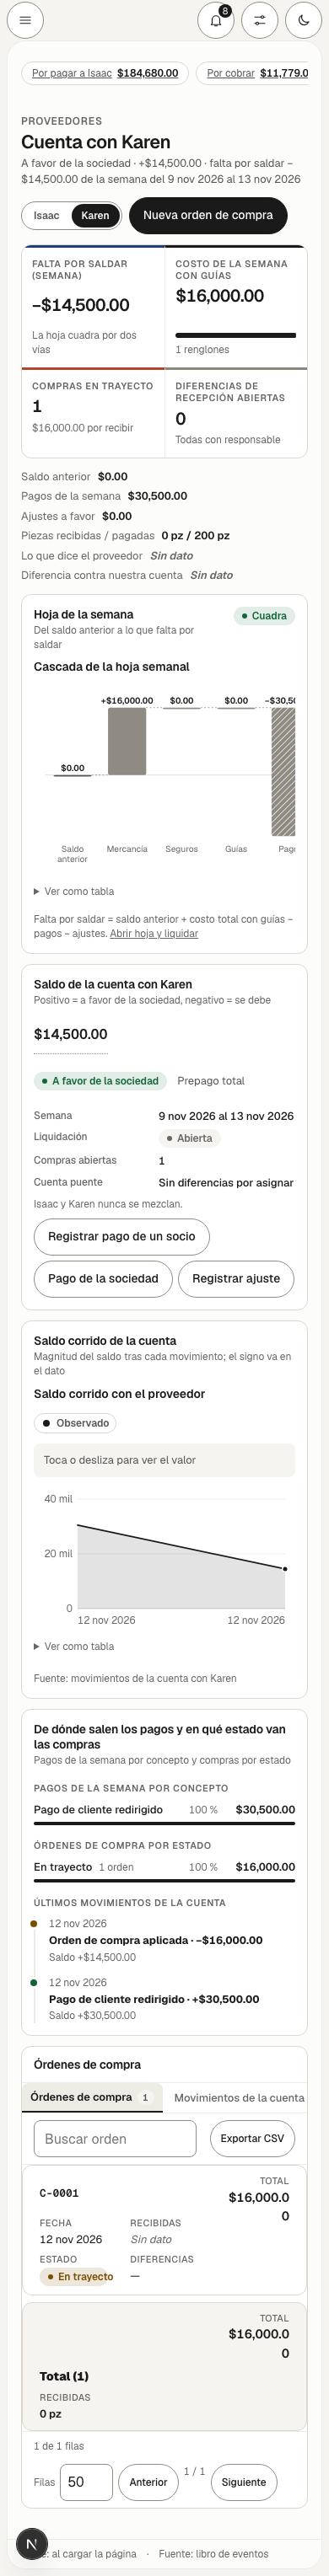 8
Por pagar a Isaac $184,680.00 Por cobrar $11,779.0
PROVEEDORES
Cuenta con Karen
A favor de la sociedad · +$14,500.00 · falta por saldar –
$14,500.00 de la semana del 9 nov 2026 al 13 nov 2026
Isaac Karen Nueva orden de compra
FALTA POR SALDAR
(SEMANA)
–$14,500.00
La hoja cuadra por dos
vías
COSTO DE LA SEMANA
CON GUÍAS
$16,000.00
1 renglones
COMPRAS EN TRAYECTO
1
$16,000.00 por recibir
DIFERENCIAS DE
RECEPCIÓN ABIERTAS
0
Todas con responsable
Saldo anterior $0.00
Pagos de la semana $30,500.00
Ajustes a favor $0.00
Piezas recibidas / pagadas 0 pz / 200 pz
Lo que dice el proveedor Sin dato
Diferencia contra nuestra cuenta Sin dato
Hoja de la semana
Del saldo anterior a lo que falta por
saldar
Cuadra
Cascada de la hoja semanal
+$16,000.00 $0.00 $0.00 –$30,50
$0.00
Saldo
anterior
Mercancía Seguros Guías Pago
Ver como tabla
Falta por saldar = saldo anterior + costo total con guías –
pagos – ajustes. Abrir hoja y liquidar
Saldo de la cuenta con Karen
Positivo = a favor de la sociedad, negativo = se debe
$14,500.00
A favor de la sociedad Prepago total
Semana 9 nov 2026 al 13 nov 2026
Liquidación Abierta
Compras abiertas 1
Cuenta puente Sin diferencias por asignar
Isaac y Karen nunca se mezclan.
Registrar pago de un socio
Pago de la sociedad Registrar ajuste
Saldo corrido de la cuenta
Magnitud del saldo tras cada movimiento; el signo va en
el dato
Saldo corrido con el proveedor
Observado
Toca o desliza para ver el valor
40 mil
20 mil
0
12 nov 2026 12 nov 2026
Ver como tabla
Fuente: movimientos de la cuenta con Karen
De dónde salen los pagos y en qué estado van
las compras
Pagos de la semana por concepto y compras por estado
PAGOS DE LA SEMANA POR CONCEPTO
Pago de cliente redirigido 100 % $30,500.00
ÓRDENES DE COMPRA POR ESTADO
En trayecto 1 orden 100 % $16,000.00
ÚLTIMOS MOVIMIENTOS DE LA CUENTA
12 nov 2026
Orden de compra aplicada · –$16,000.00
Saldo +$14,500.00
12 nov 2026
Pago de cliente redirigido · +$30,500.00
Saldo +$30,500.00
Órdenes de compra
Órdenes de compra 1 Movimientos de la cuenta
Buscar orden Exportar CSV
C-0001
TOTAL
$16,000.0
0
FECHA RECIBIDAS
12 nov 2026 Sin dato
ESTADO DIFERENCIAS
En trayecto —
TOTAL
$16,000.0
0
Total (1)
RECIBIDAS
0 pz
1 de 1 filas
Filas 50 Anterior 1 / 1 Siguiente
N
: al cargar la página · Fuente: libro de eventos